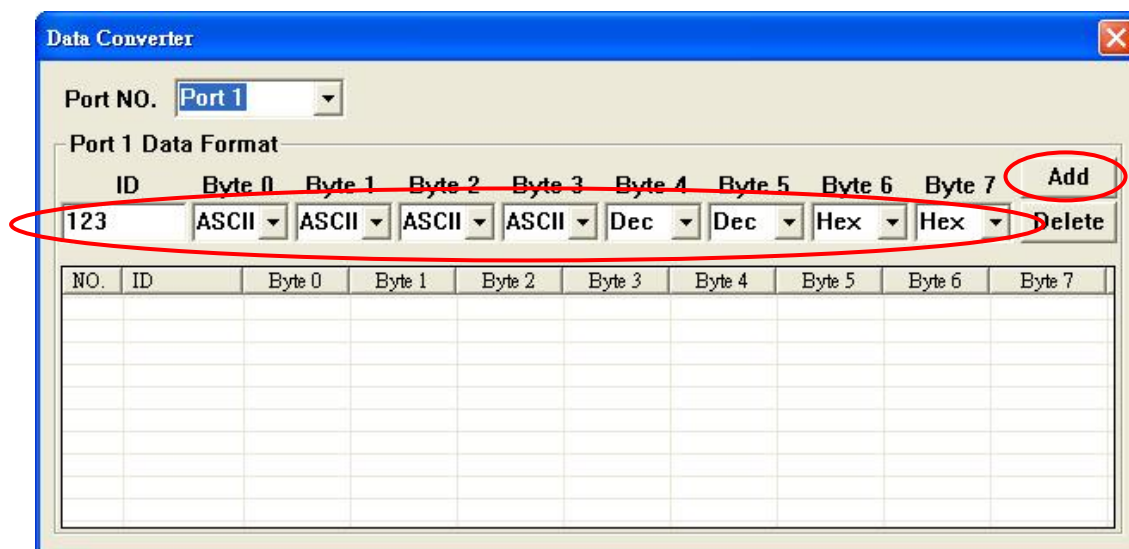 Data Converter
Port NO. Port 1
Port 1 Data Format
ID Byte 0 Byte 1 Byte 2 Byte 3 Byte 4 Byte 5 Byte 6 Byte 7 Add
123 ASCII ASCII ASCII ASCII Dec Dec Hex Hex Delete
NO. ID Byte 0 Byte 1 Byte 2 Byte 3 Byte 4 Byte 5 Byte 6 Byte 7